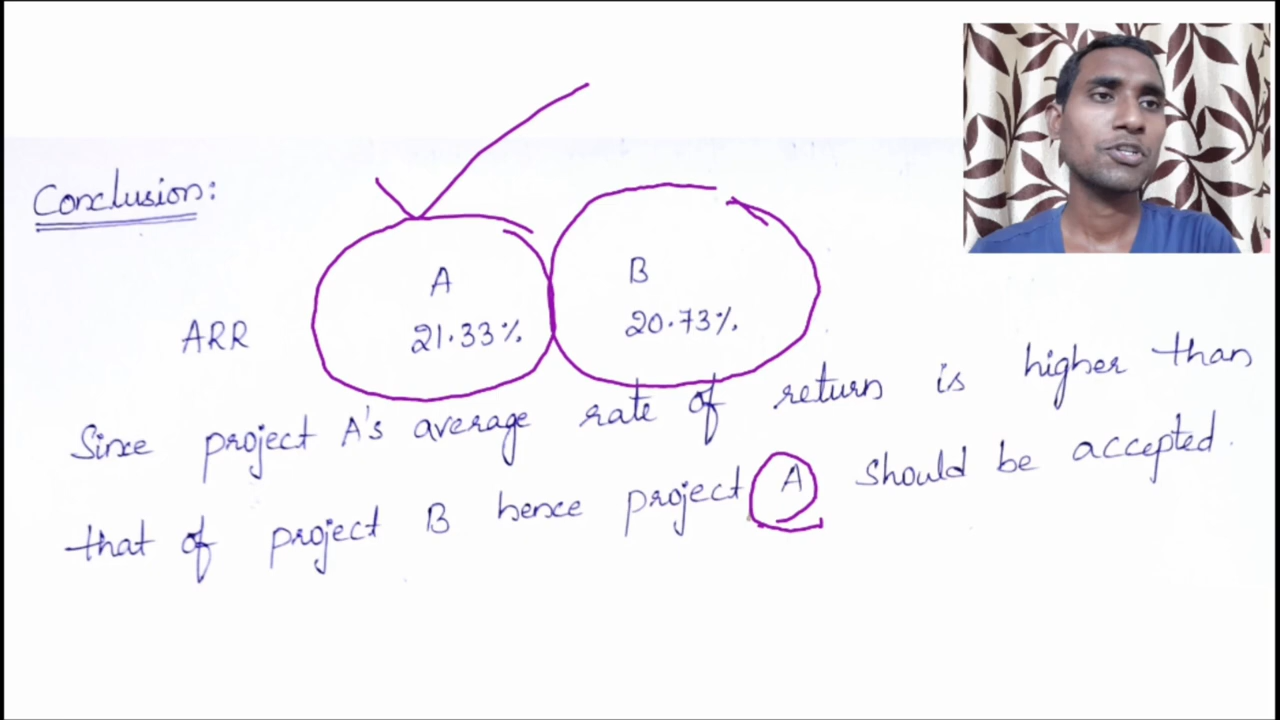 Conclusion:
A B
ARR 21.33% 20.73%
Since project A's average rate of return is higher than
that of project B hence project A should be accepted.